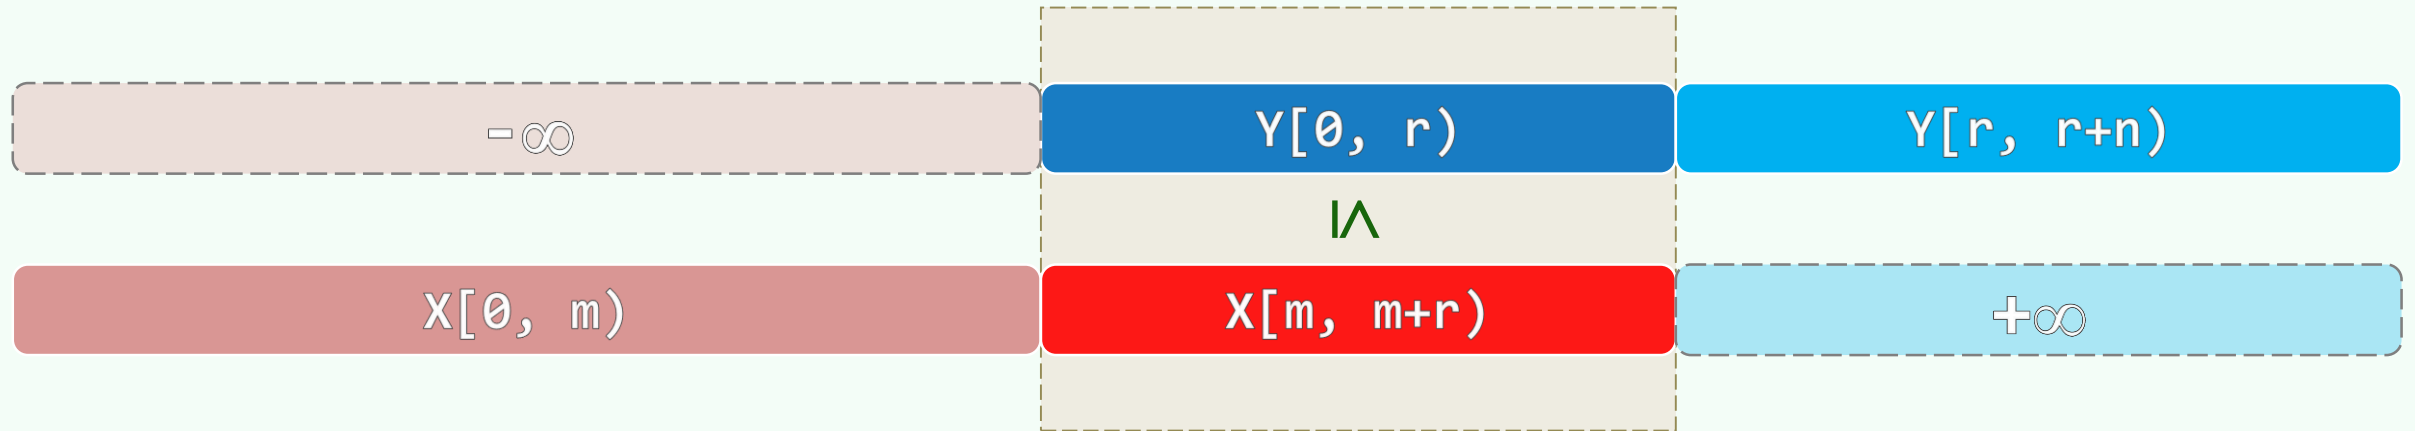 -∞ Y[0, r) Y[r, r+n)
≤
X[0, m) X[m, m+r) +∞